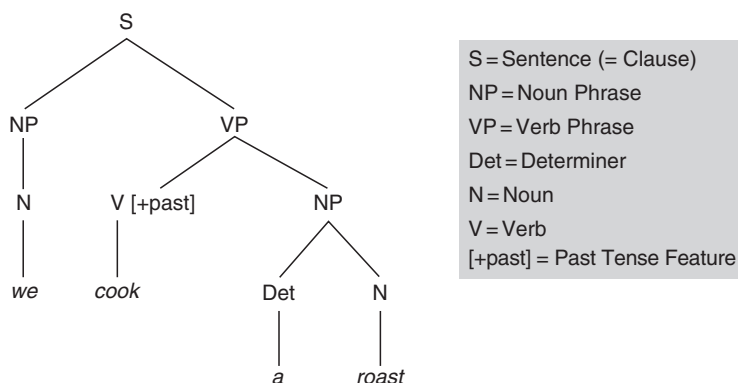 S
NP VP
N V [+past] NP
we cook Det N
a roast
S = Sentence (= Clause)
NP = Noun Phrase
VP = Verb Phrase
Det = Determiner
N = Noun
V = Verb
[+past] = Past Tense Feature